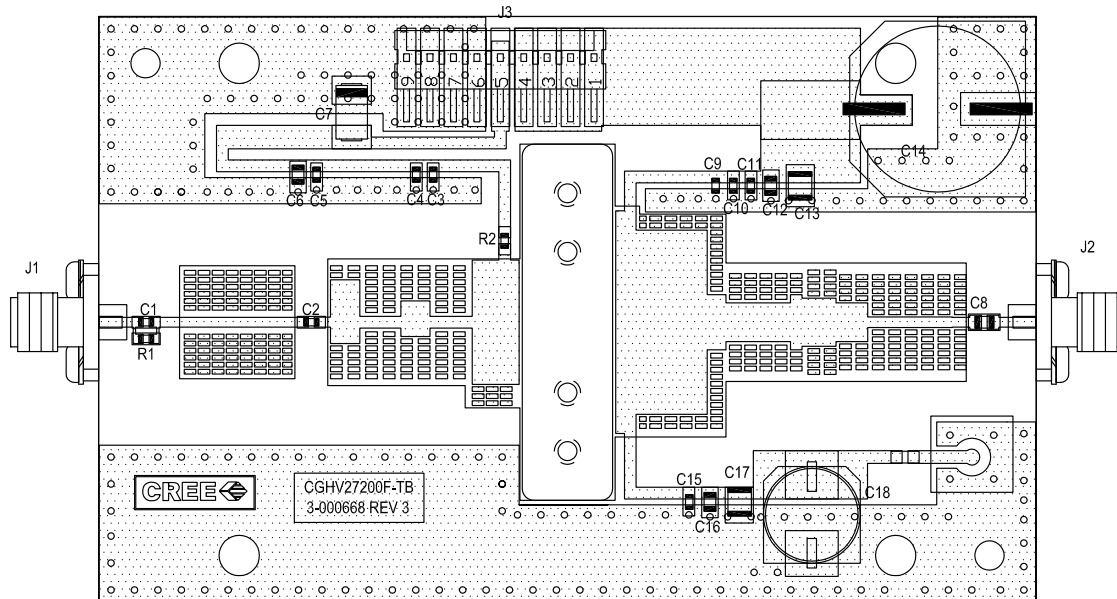 J3
9 8 7 6 5 4 3 2 1
C7
C14
C9 C11
C6 C5 C4 C3
C10 C12 C13
R2
J1
J2
C1 C2 C8
R1
C15 C17
C18
CREE
CGHV27200F-TB
3-000668 REV 3
C16